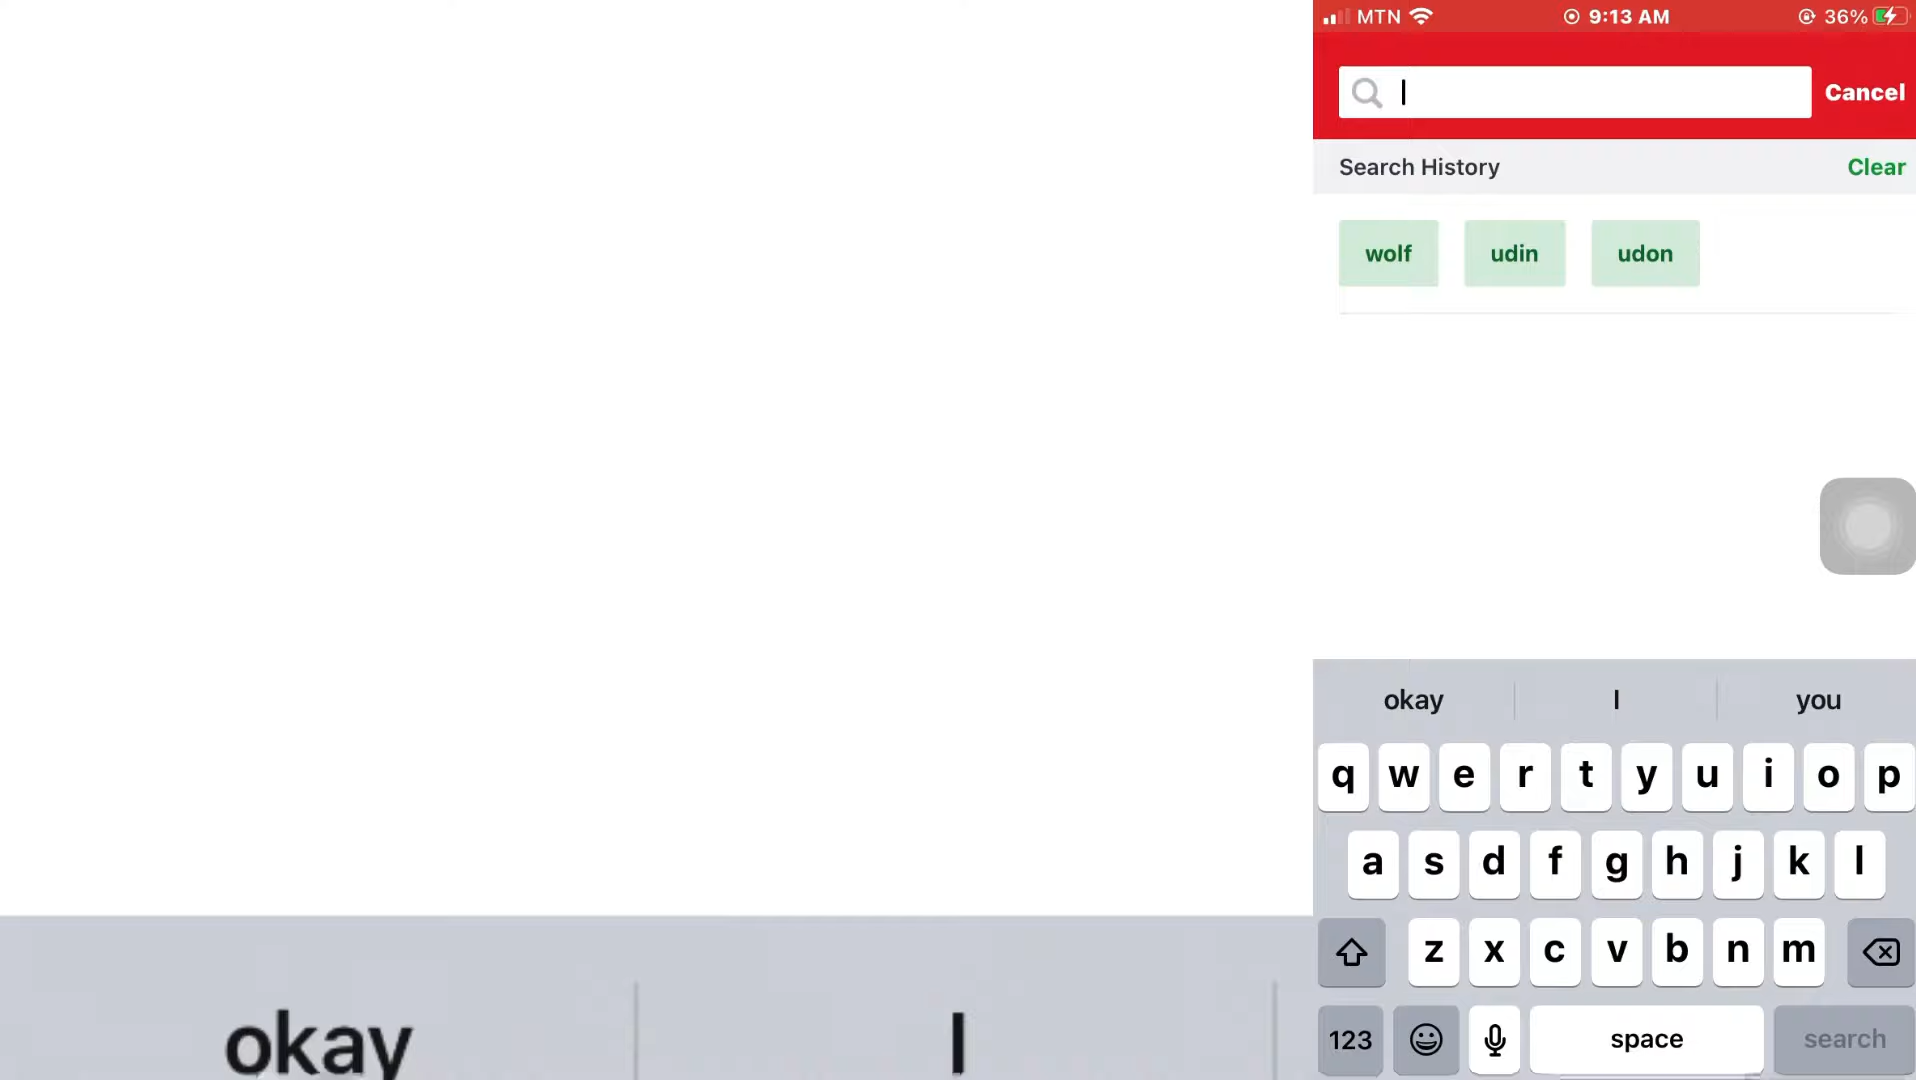 MTN 9:13 AM 36%
Cancel
Search History Clear
wolf udin udon
okay I you
q w e r t y u i o p
a s d f g h j k l
z x c v b n m
123 space search
okay I